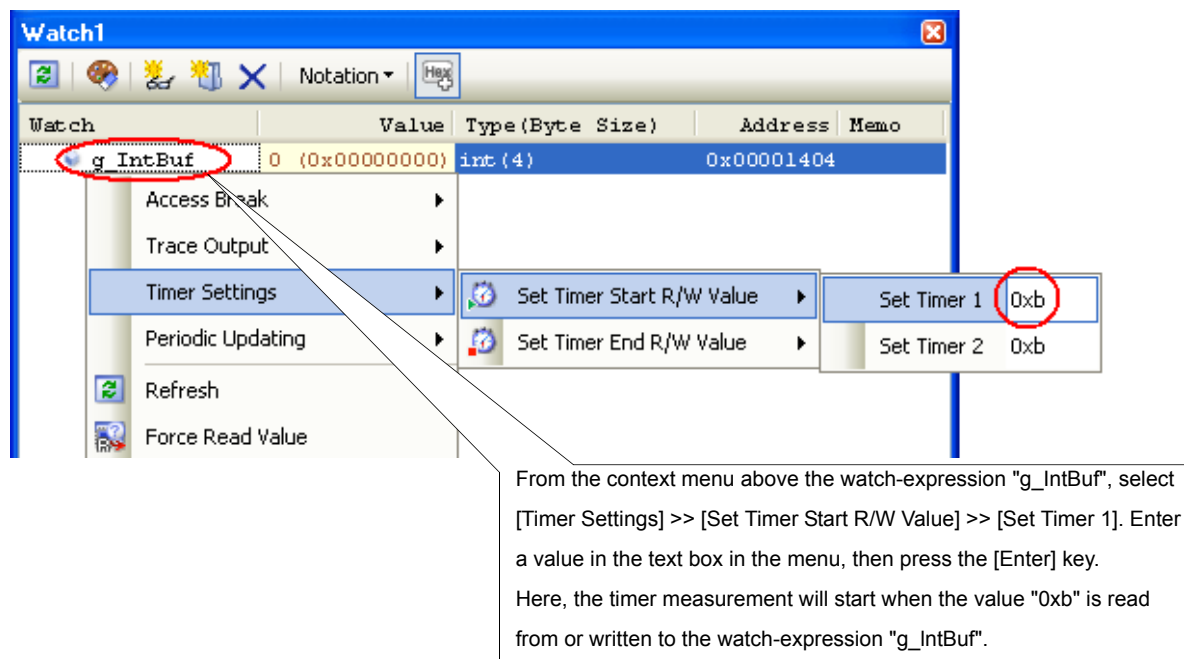 Watch1
Notation
Hex
Watch Value Type(Byte Size) Address Memo
g_IntBuf 0 (0x00000000) int(4) 0x00001404
Access Break
Trace Output
Timer Settings Set Timer Start R/W Value Set Timer 1 0xb
Periodic Updating Set Timer End R/W Value Set Timer 2 0xb
Refresh
Force Read Value
From the context menu above the watch-expression "g_IntBuf", select
[Timer Settings] >> [Set Timer Start R/W Value] >> [Set Timer 1]. Enter
a value in the text box in the menu, then press the [Enter] key.
Here, the timer measurement will start when the value "0xb" is read
from or written to the watch-expression "g_IntBuf".